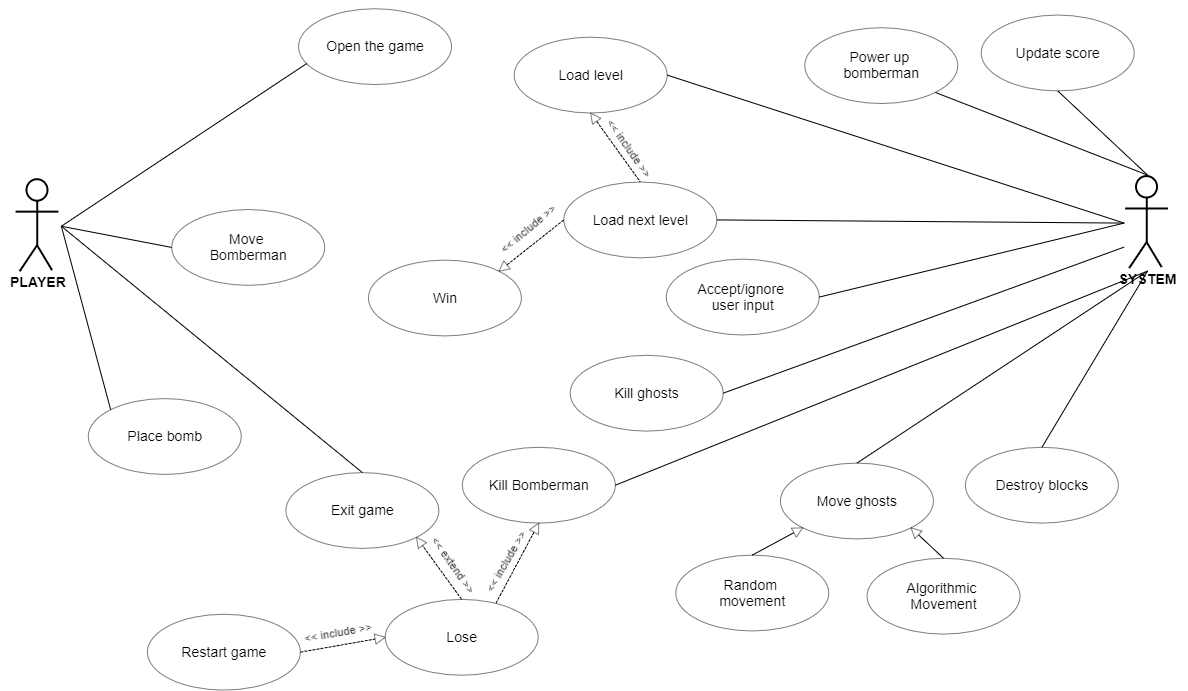 Open the game
Load level
Power up
bomberman
Update score
<< include >>
PLAYER
Move
Bomberman
<< include >>
Load next level
SYSTEM
Win
Accept/ignore
user input
Kill ghosts
Place bomb
Exit game
Kill Bomberman
Move ghosts
Destroy blocks
<< extend >>
<< include >>
Random
movement
Algorithmic
Movement
Restart game
<< include >>
Lose